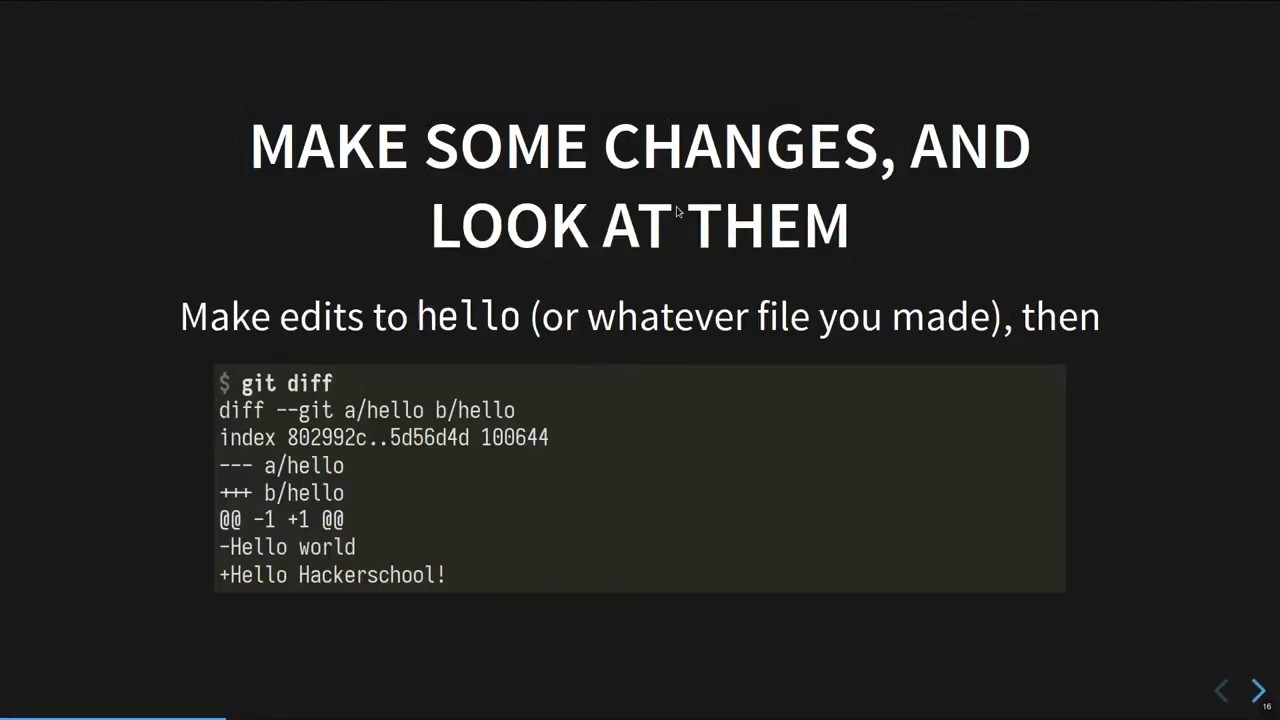 MAKE SOME CHANGES, AND
LOOK AT THEM
Make edits to hello (or whatever file you made), then
$ git diff
diff --git a/hello b/hello
index 802992c..5d56d4d 100644
--- a/hello
+++ b/hello
@@ -1 +1 @@
-Hello world
+Hello Hackerschool!
16